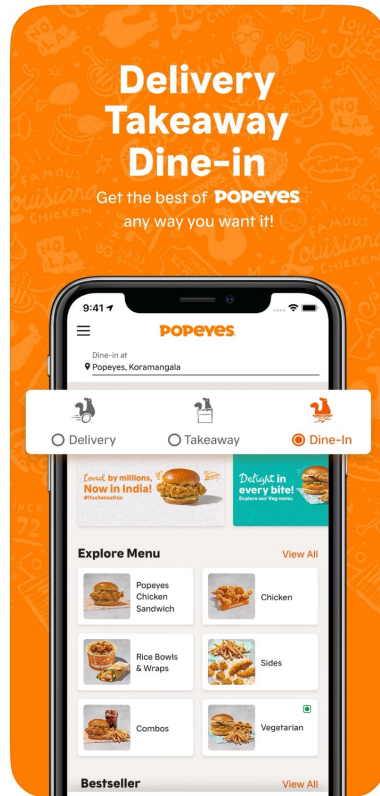 Delivery
Takeaway
Dine-in
Get the best of POPEYES
any way you want it!
9:41
POPEYES
Dine-in at
Popeyes, Koramangala
Delivery
Takeaway
Dine-In
Loved by millions,
Now in India!
#ItsaSensation
Delight in
every bite!
Explore our Veg menu.
Explore Menu
View All
Popeyes
Chicken
Sandwich
Chicken
Rice Bowls
& Wraps
Sides
Combos
Vegetarian
Bestseller
View All